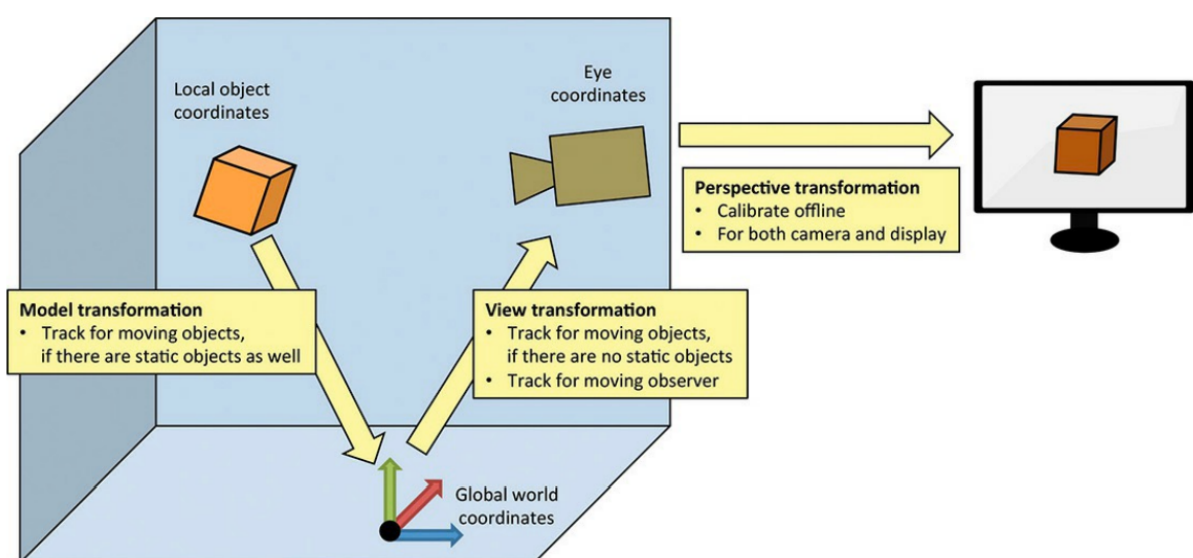 Local object
coordinates
Eye
coordinates
Perspective transformation
• Calibrate offline
• For both camera and display
Model transformation
• Track for moving objects,
if there are static objects as well
View transformation
• Track for moving objects,
if there are no static objects
• Track for moving observer
Global world
coordinates